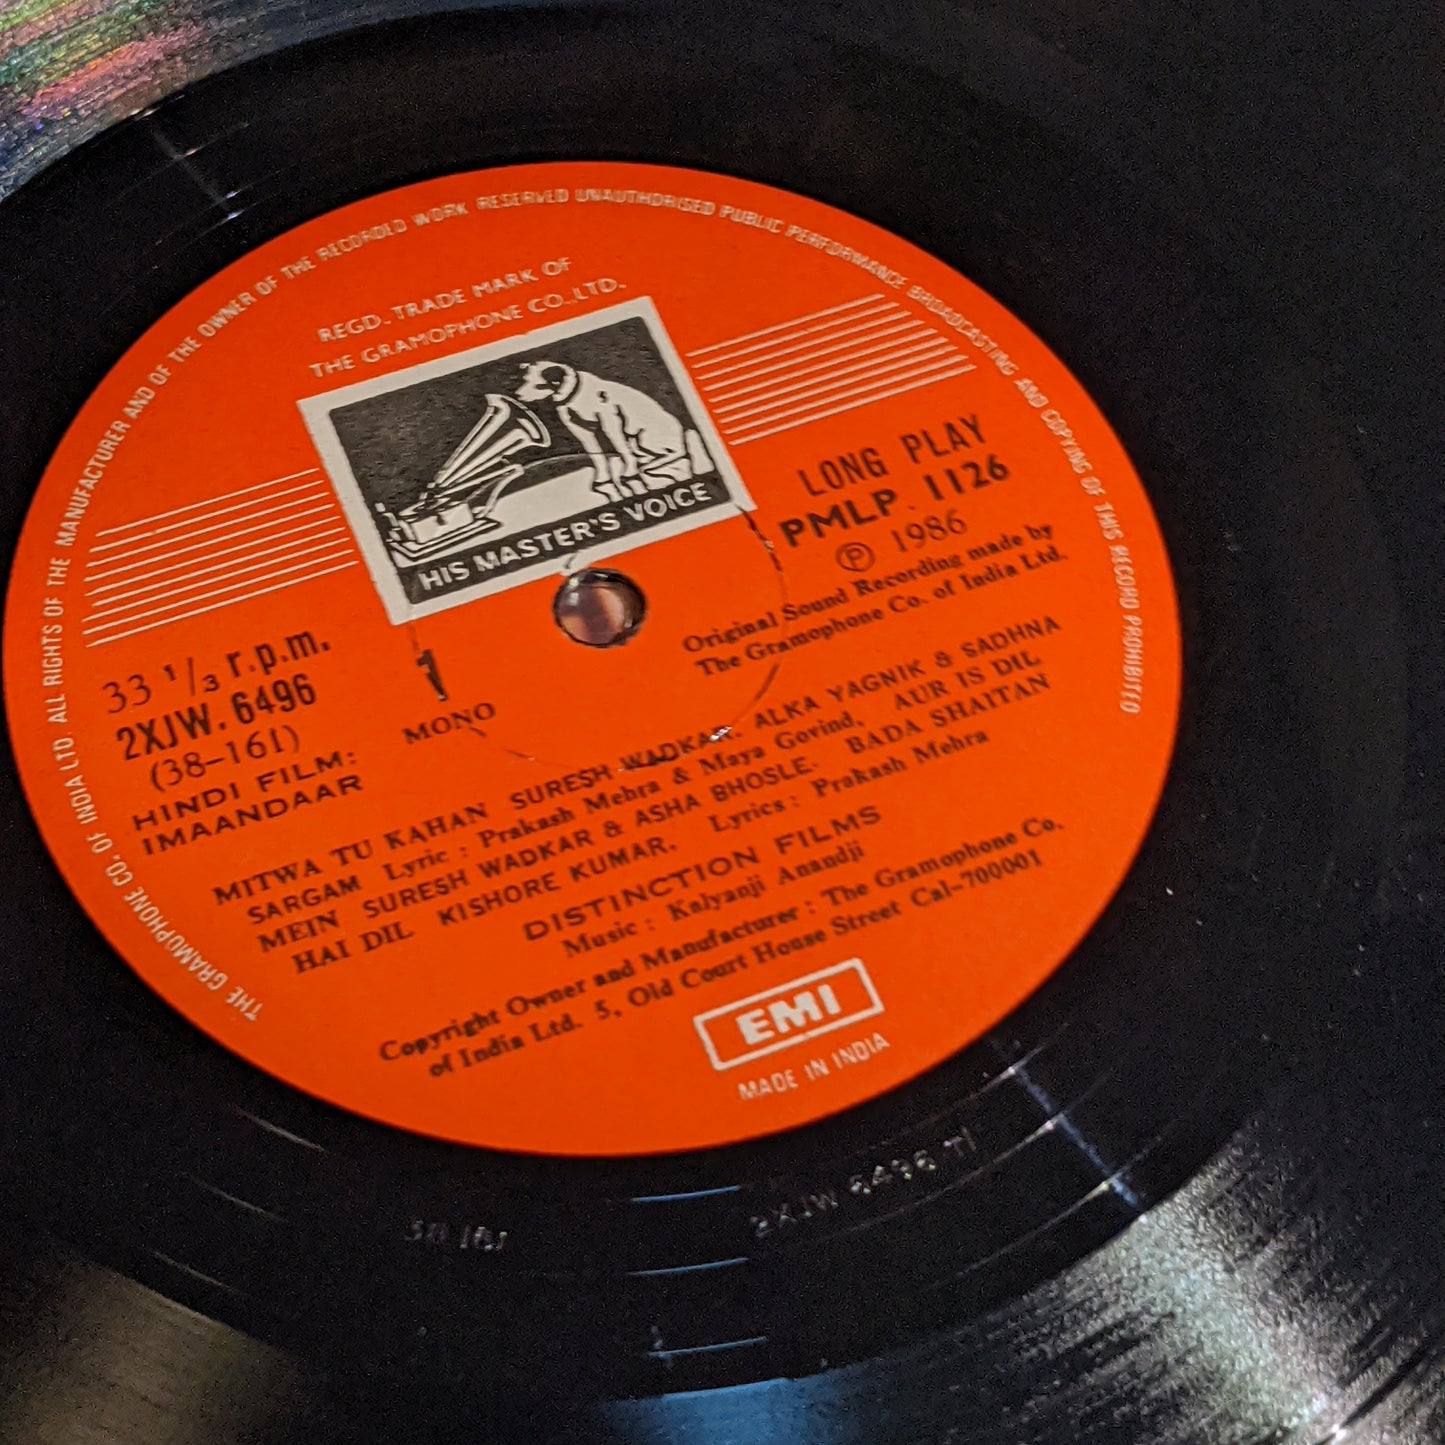 THE GRAMOPHONE CO. OF INDIA LTD. ALL RIGHTS OF THE MANUFACTURER AND OF THE OWNER OF THE RECORDED WORK RESERVED UNAUTHORISED PUBLIC PERFORMANCE BROADCASTING AND COPYING OF THIS RECORD PROHIBITED
REGD. TRADE MARK OF
THE GRAMOPHONE CO.,LTD.
HIS MASTER'S VOICE
LONG PLAY
PMLP. 1126
Ⓟ 1986
Original Sound Recording made by
The Gramophone Co. of India Ltd.
33 1/3 r.p.m.
2XJW. 6496
(38-161)
HINDI FILM:
IMAANDAAR
1
MONO
MITWA TU KAHAN SURESH WADKAR, ALKA YAGNIK & SADHNA
SARGAM Lyric : Prakash Mehra & Maya Govind, AUR IS DIL
MEIN SURESH WADKAR & ASHA BHOSLE. BADA SHAITAN
HAI DIL KISHORE KUMAR. Lyrics : Prakash Mehra
DISTINCTION FILMS
Music : Kalyanji Anandji
Copyright Owner and Manufacturer : The Gramophone Co.
of India Ltd. 5, Old Court House Street Cal-700001
EMI
MADE IN INDIA
2XJW 6496 T1